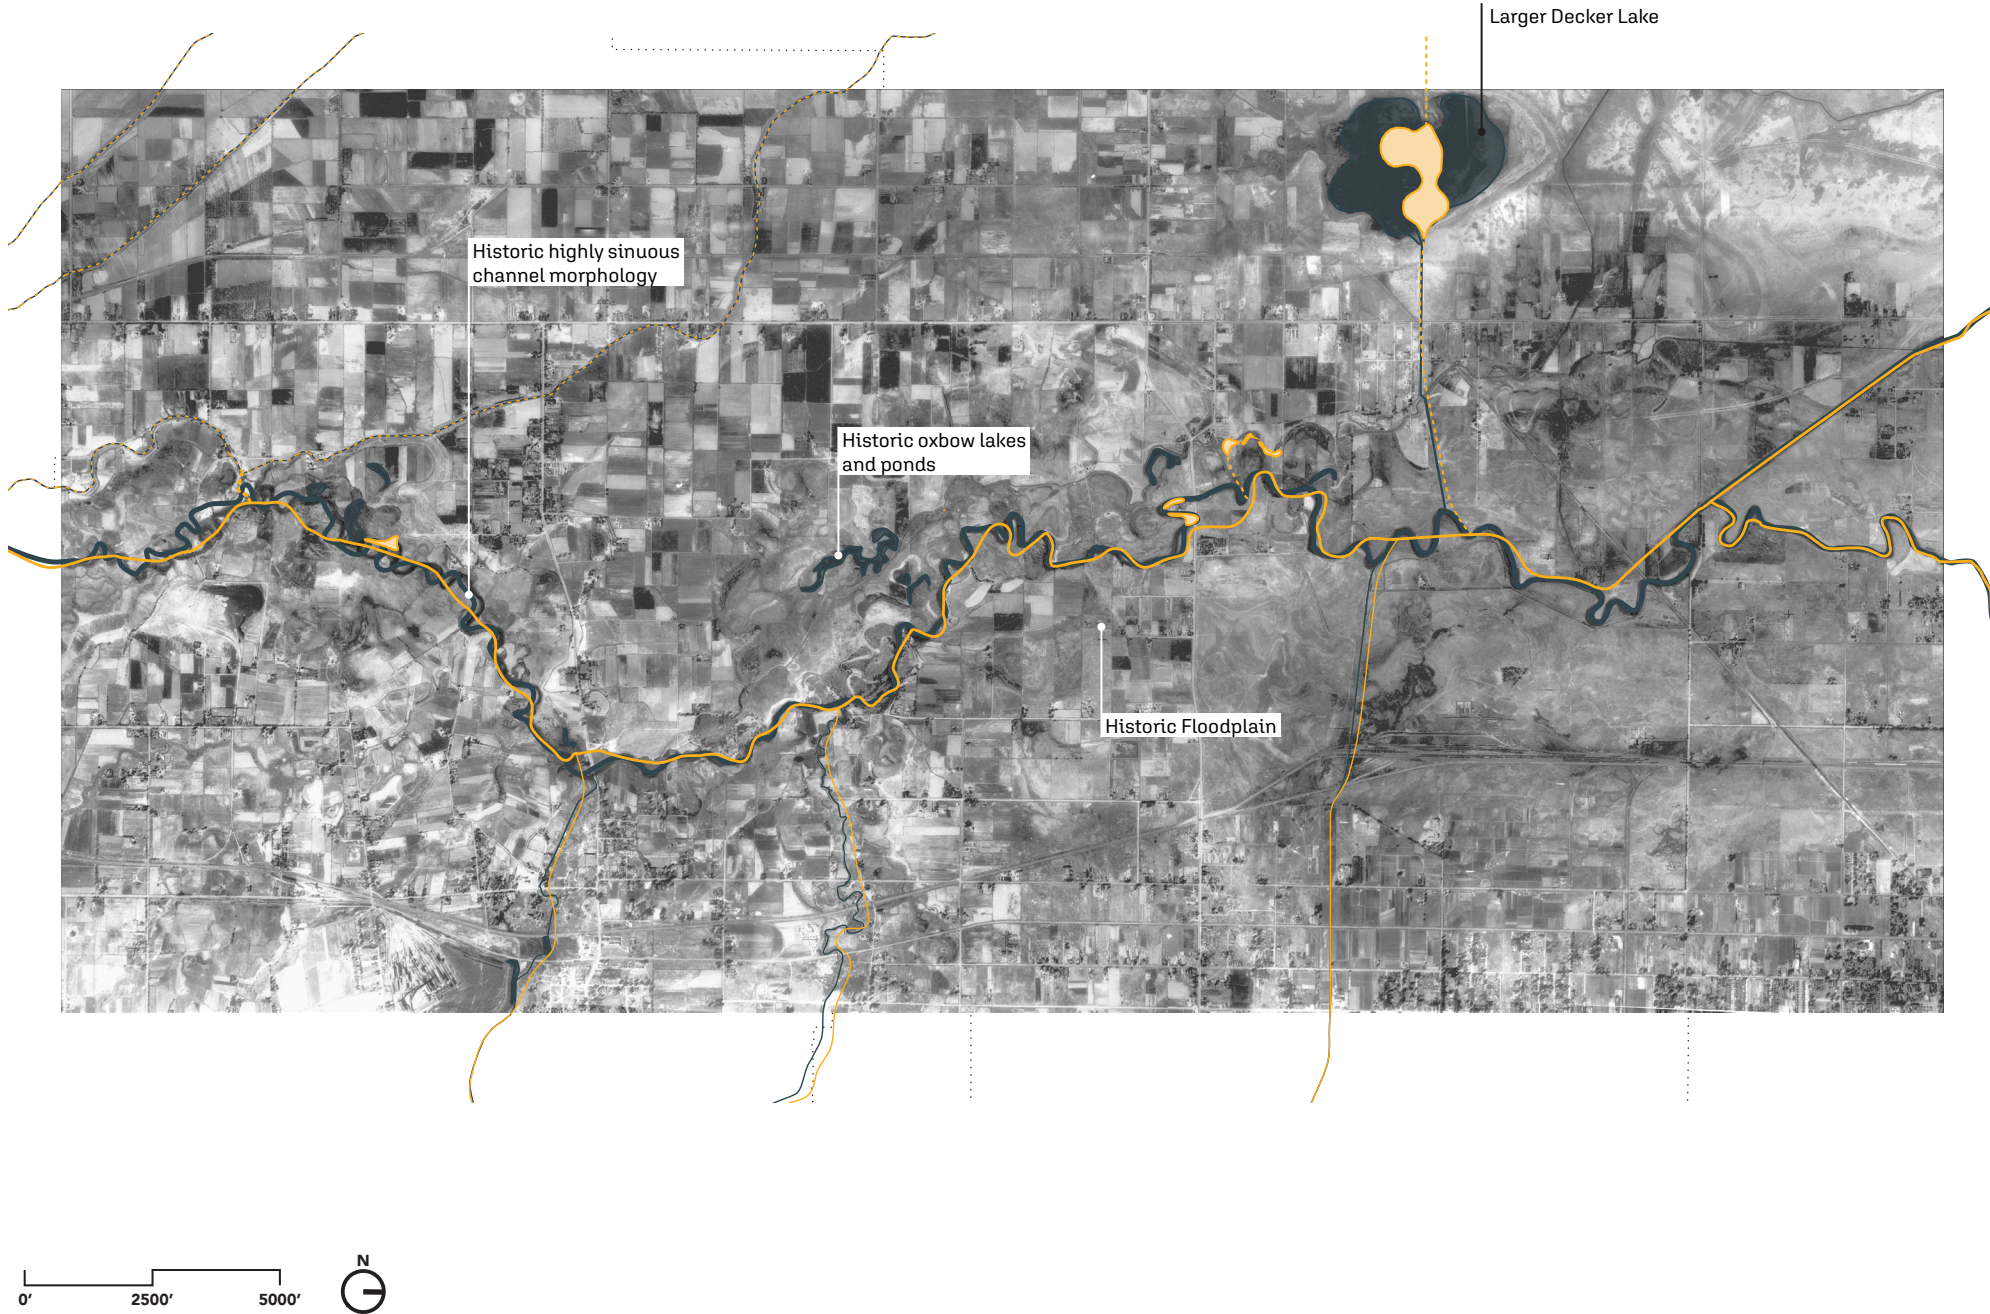 Larger Decker Lake
Historic highly sinuous
channel morphology
Historic oxbow lakes
and ponds
Historic Floodplain
N
0’
2500’
5000’